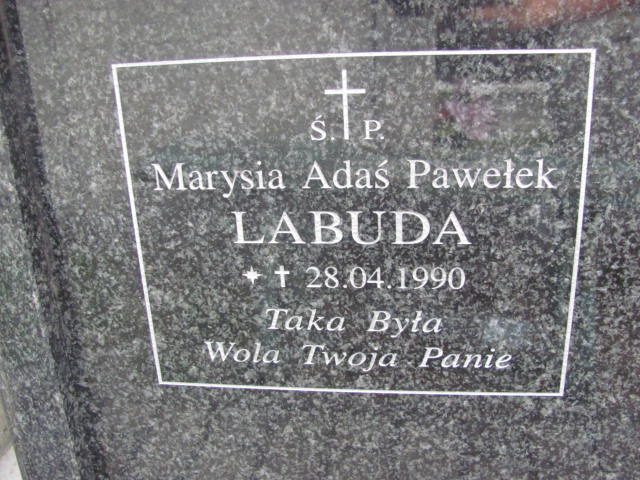 Ś. P.
Marysia Adaś Pawełek
LABUDA
* † 28.04.1990
Taka Była
Wola Twoja Panie